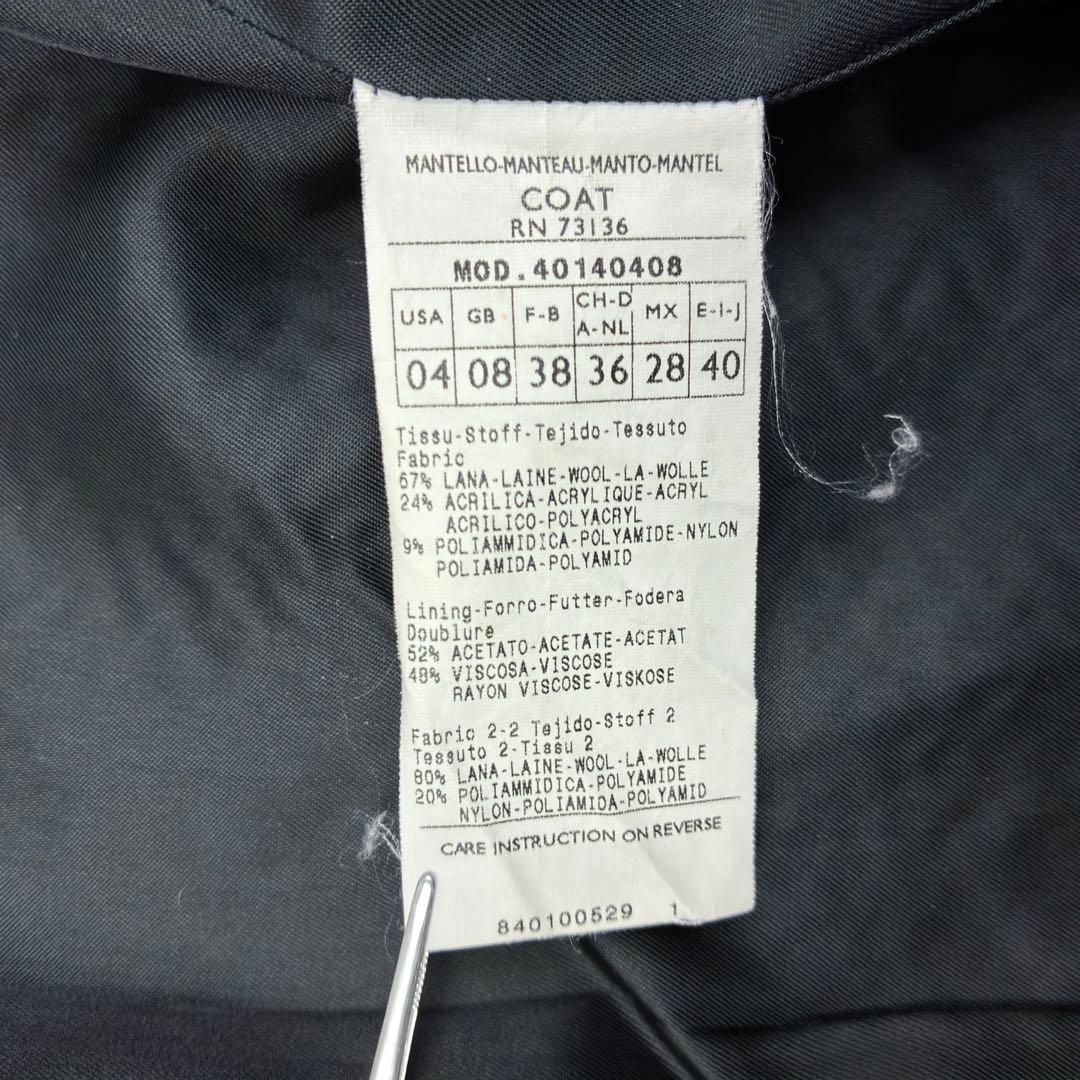 MANTELLO-MANTEAU-MANTO-MANTEL
COAT
RN 73136
MOD.40140408
USA GB F-B CH-D A-NL MX E-I-J
04 08 38 36 28 40
Tissu-Stoff-Tejido-Tessuto
Fabric
67% LANA-LAINE-WOOL-LA-WOLLE
24% ACRILICA-ACRYLIQUE-ACRYL
ACRILICO-POLYACRYL
9% POLIAMMIDICA-POLYAMIDE-NYLON
POLIAMIDA-POLYAMID
Lining-Forro-Futter-Fodera
Doublure
52% ACETATO-ACETATE-ACETAT
48% VISCOSA-VISCOSE
RAYON VISCOSE-VISKOSE
Fabric 2-2 Tejido-Stoff 2
Tessuto 2-Tissu 2
80% LANA-LAINE-WOOL-LA-WOLLE
20% POLIAMMIDICA-POLYAMIDE
NYLON-POLIAMIDA-POLYAMID
CARE INSTRUCTION ON REVERSE
840100529 1